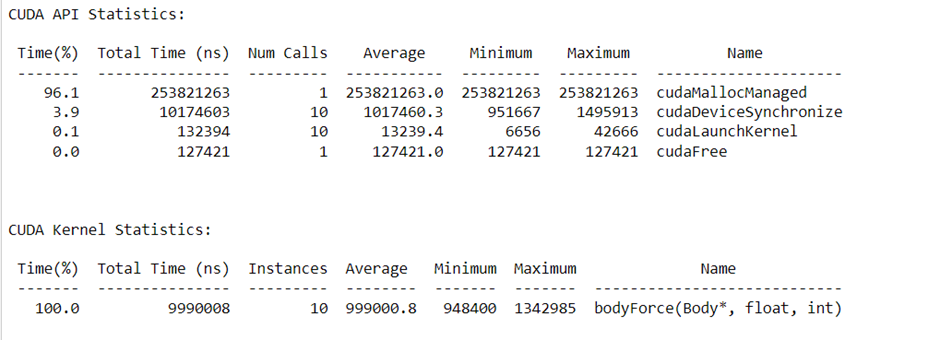 CUDA API Statistics:
Time(%) Total Time (ns) Num Calls Average Minimum Maximum Name
------- --------------- --------- ----------- --------- --------- ---------------------
96.1 253821263 1 253821263.0 253821263 253821263 cudaMallocManaged
3.9 10174603 10 1017460.3 951667 1495913 cudaDeviceSynchronize
0.1 132394 10 13239.4 6656 42666 cudaLaunchKernel
0.0 127421 1 127421.0 127421 127421 cudaFree
CUDA Kernel Statistics:
Time(%) Total Time (ns) Instances Average Minimum Maximum Name
------- --------------- --------- -------- ------- ------- ----------------------------
100.0 9990008 10 999000.8 948400 1342985 bodyForce(Body*, float, int)